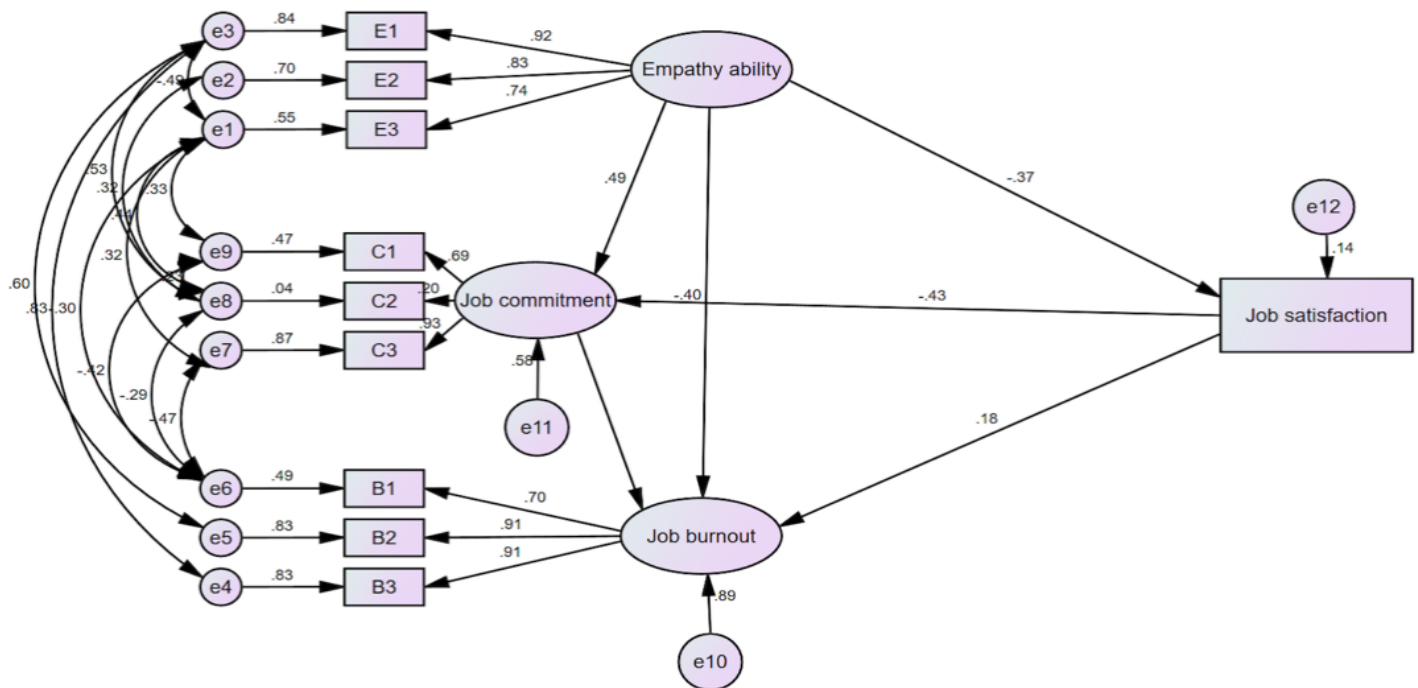 e3 .84 E1 .92
e2 .70 E2 .83 Empathy ability
-.49
e1 .55 E3 .74
.53
.32 .33 .49 -.37
.44
e12
.14
.32
e9 .47 C1 .69
e8 .04 C2 .20 Job commitment -.40 -.43 Job satisfaction
e7 .87 C3 .93
.60
.83 -.30
.58
-.42
-.29
-.47
e11
.18
e6 .49 B1 .70
e5 .83 B2 .91 Job burnout
e4 .83 B3 .91
.89
e10